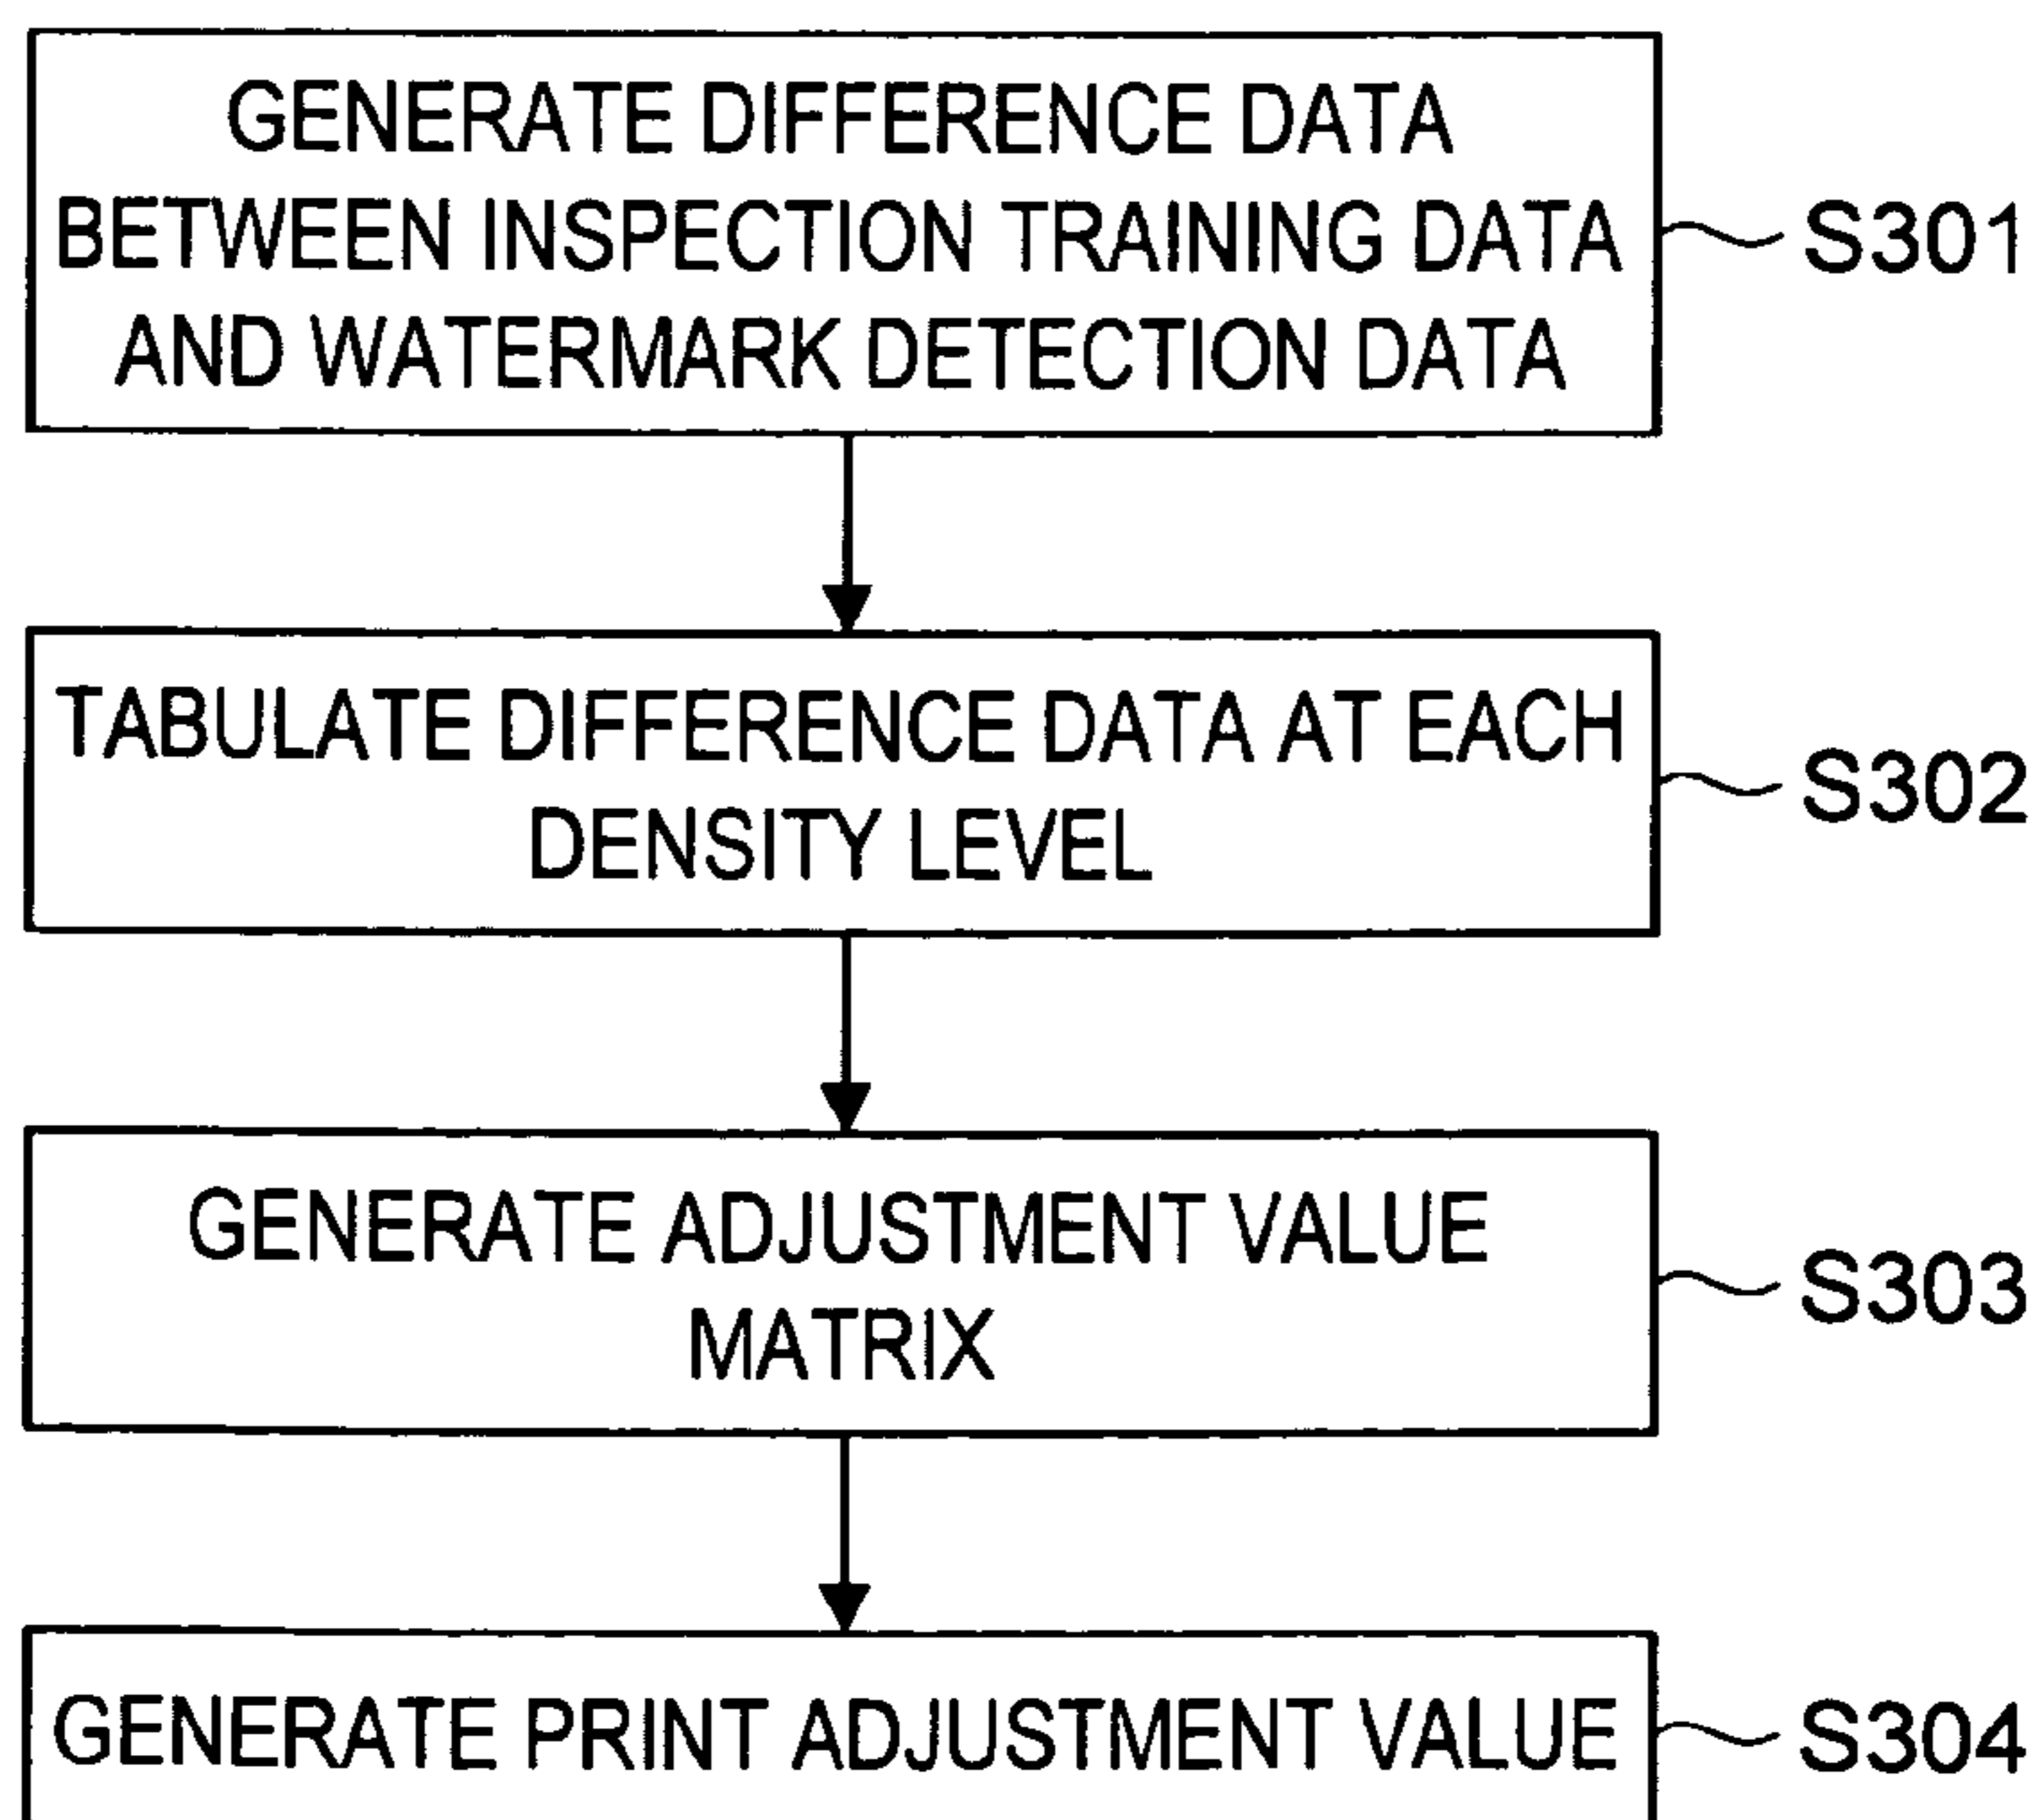 GENERATE DIFFERENCE DATA
BETWEEN INSPECTION TRAINING DATA
AND WATERMARK DETECTION DATA
S301
TABULATE DIFFERENCE DATA AT EACH
DENSITY LEVEL
S302
GENERATE ADJUSTMENT VALUE
MATRIX
S303
GENERATE PRINT ADJUSTMENT VALUE
S304